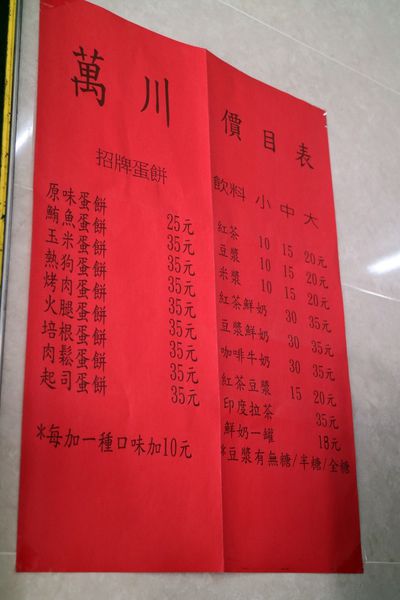 萬川 價目表
招牌蛋餅
原味蛋餅 25元
鮪魚蛋餅 35元
玉米蛋餅 35元
熱狗蛋餅 35元
烤肉蛋餅 35元
火腿蛋餅 35元
培根蛋餅 35元
肉鬆蛋餅 35元
起司蛋餅 35元
*每加一種口味加10元
飲料 小 中 大
紅茶 10 15 20元
豆漿 10 15 20元
米漿 10 15 20元
紅茶鮮奶 30 35元
豆漿鮮奶 30 35元
咖啡牛奶 30 35元
紅茶豆漿 15 20元
印度拉茶 35元
鮮奶一罐 18元
*豆漿有無糖/半糖/全糖